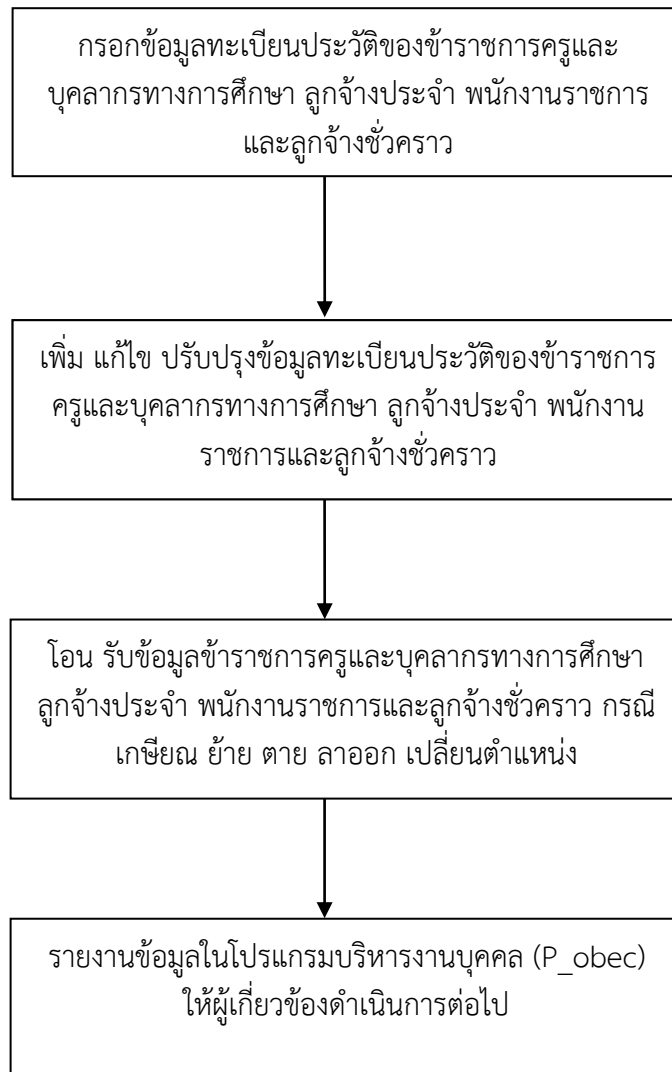 กรอกข้อมูลทะเบียนประวัติของข้าราชการครูและ
บุคลากรทางการศึกษา ลูกจ้างประจำ พนักงานราชการ
และลูกจ้างชั่วคราว
เพิ่ม แก้ไข ปรับปรุงข้อมูลทะเบียนประวัติของข้าราชการ
ครูและบุคลากรทางการศึกษา ลูกจ้างประจำ พนักงาน
ราชการและลูกจ้างชั่วคราว
โอน รับข้อมูลข้าราชการครูและบุคลากรทางการศึกษา
ลูกจ้างประจำ พนักงานราชการและลูกจ้างชั่วคราว กรณี
เกษียณ ย้าย ตาย ลาออก เปลี่ยนตำแหน่ง
รายงานข้อมูลในโปรแกรมบริหารงานบุคคล (P_obec)
ให้ผู้เกี่ยวข้องดำเนินการต่อไป